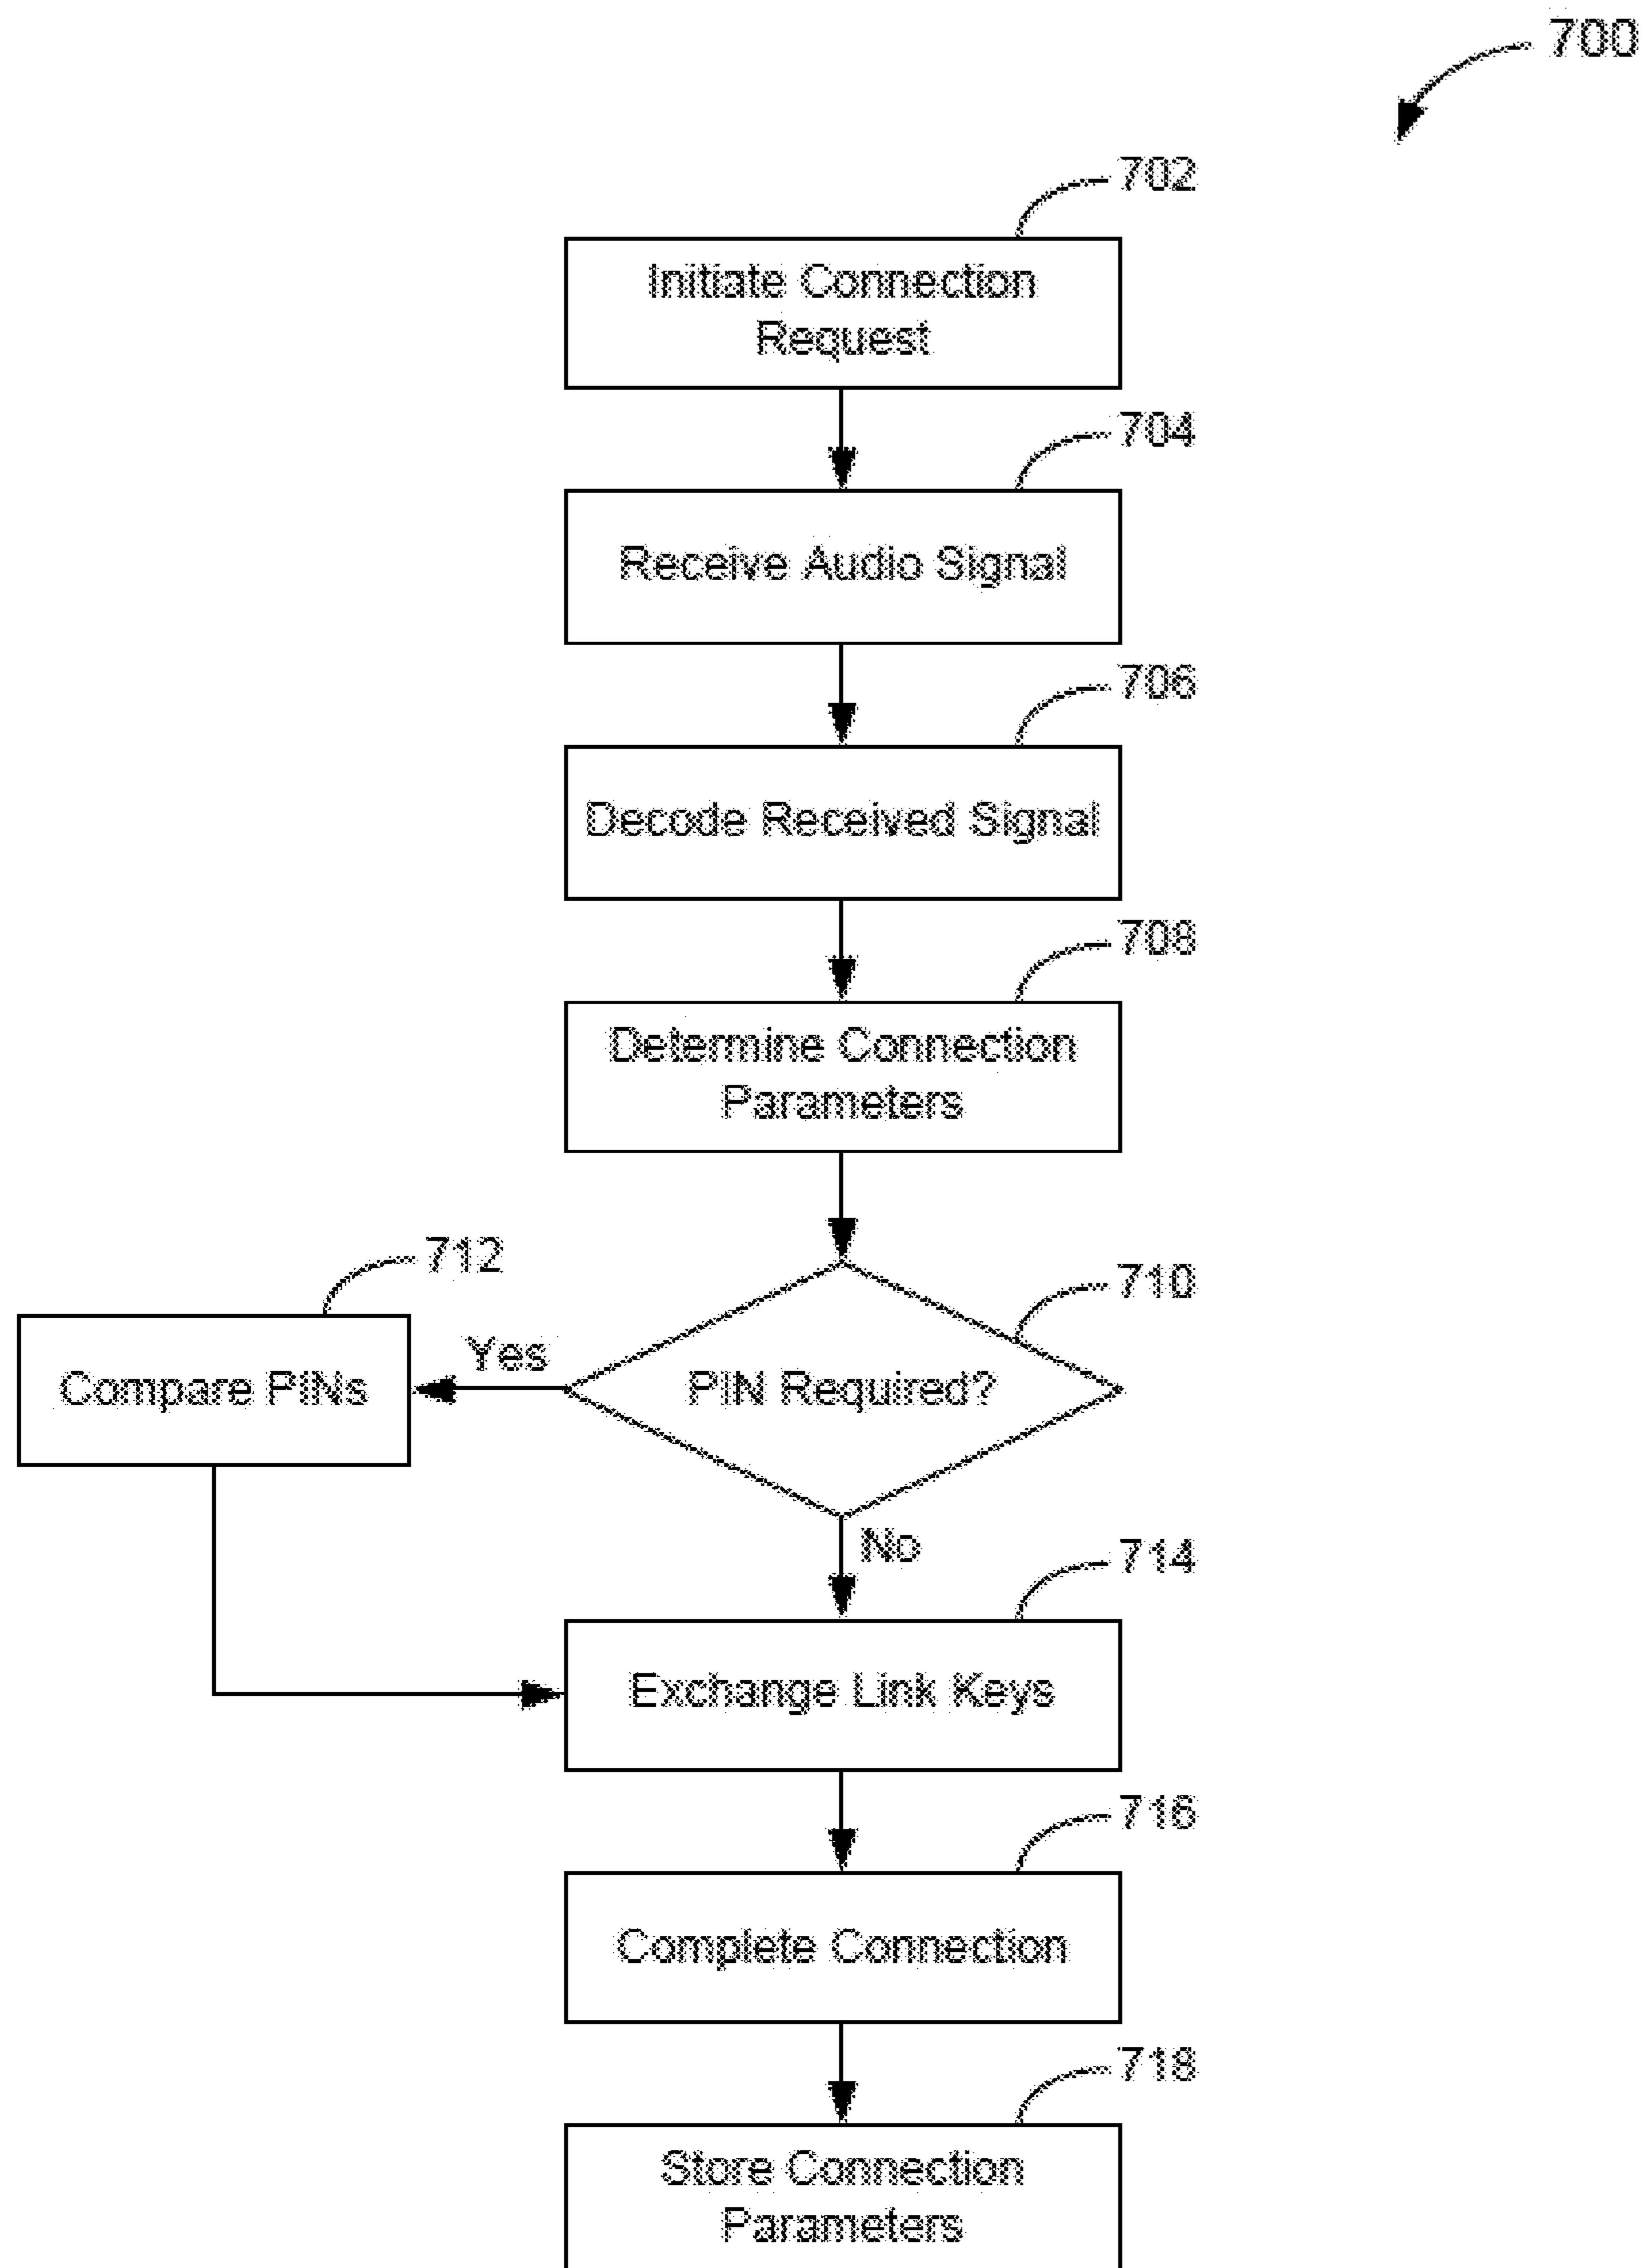 700
702
Initiate Connection
Request
704
Receive Audio Signal
706
Decode Received Signal
708
Determine Connection
Parameters
712
710
Compare PINs
Yes
PIN Required?
No
714
Exchange Link Keys
716
Complete Connection
718
Store Connection
Parameters